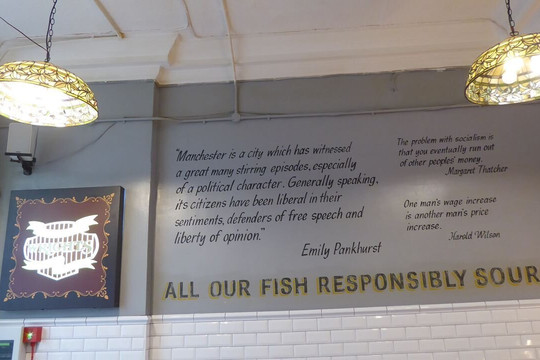 "Manchester is a city which has witnessed
a great many stirring episodes, especially
of a political character. Generally speaking,
its citizens have been liberal in their
sentiments, defenders of free speech and
liberty of opinion."
Emily Pankhurst
The problem with socialism is
that you eventually run out
of other peoples' money.
Margaret Thatcher
One man's wage increase
is another man's price
increase.
Harold Wilson
ALL OUR FISH RESPONSIBLY SOUR